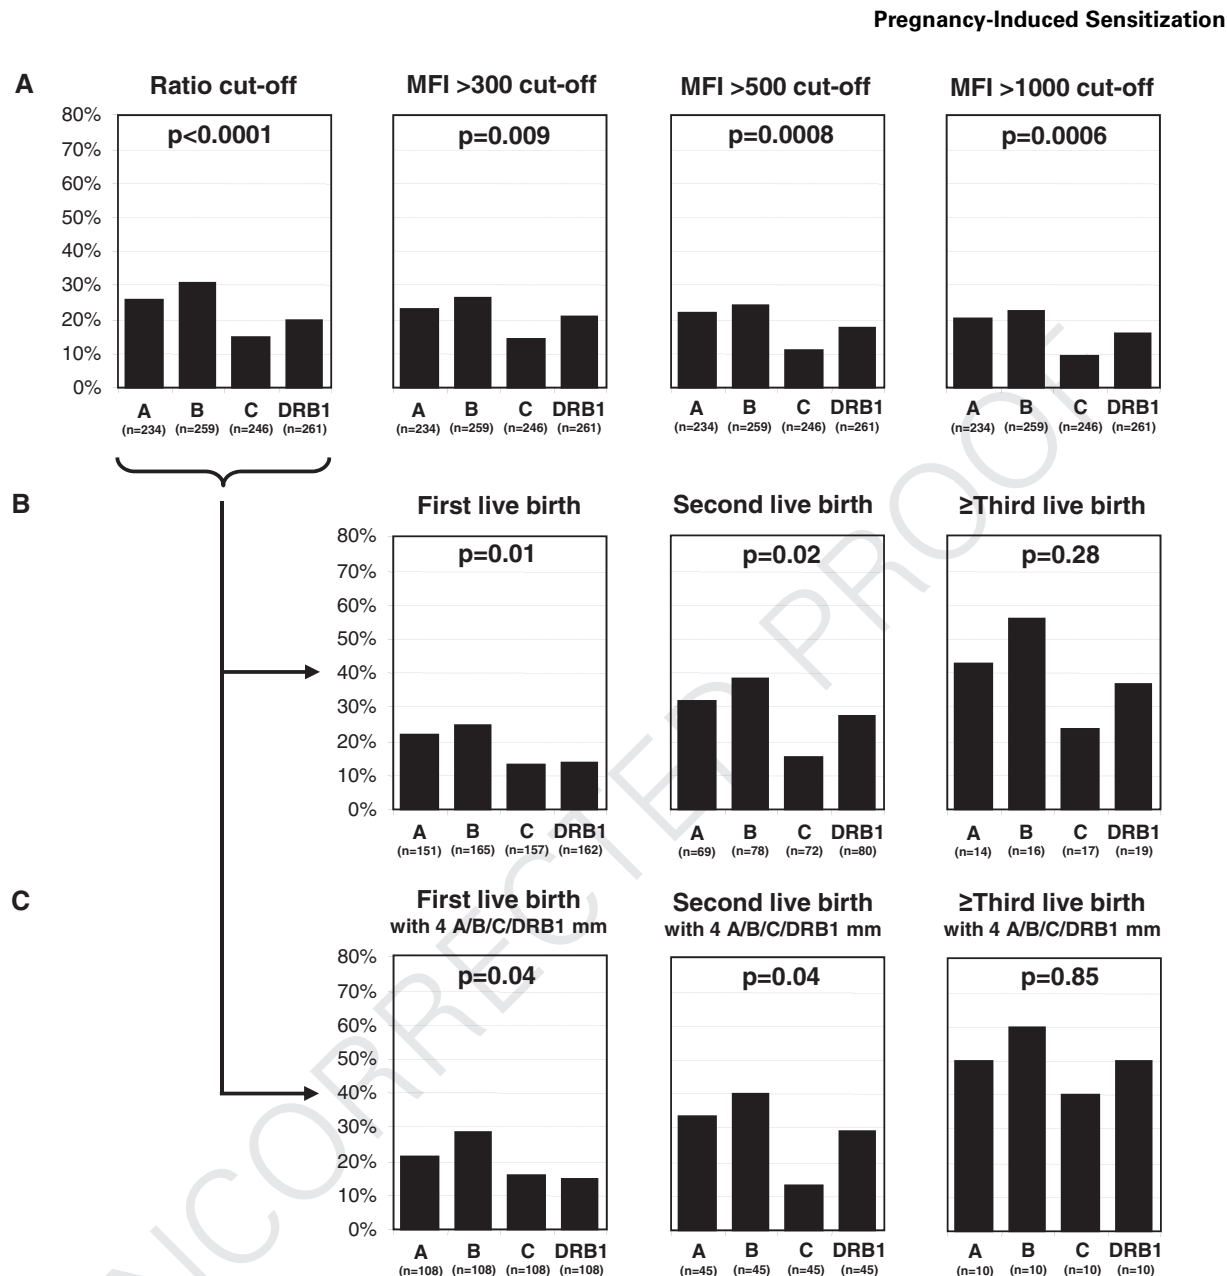 Pregnancy-Induced Sensitization
A
Ratio cut-off
MFI >300 cut-off
MFI >500 cut-off
MFI >1000 cut-off
80%
p<0.0001
p=0.009
p=0.0008
p=0.0006
70%
60%
50%
40%
30%
20%
10%
0%
A B C DRB1 A B C DRB1 A B C DRB1 A B C DRB1
(n=234) (n=259) (n=246) (n=261) (n=234) (n=259) (n=246) (n=261) (n=234) (n=259) (n=246) (n=261) (n=234) (n=259) (n=246) (n=261)
B
First live birth
Second live birth
≥Third live birth
80%
p=0.01
p=0.02
p=0.28
70%
60%
50%
40%
30%
20%
10%
0%
A B C DRB1 A B C DRB1 A B C DRB1
(n=151) (n=165) (n=157) (n=162) (n=69) (n=78) (n=72) (n=80) (n=14) (n=16) (n=17) (n=19)
C
First live birth
with 4 A/B/C/DRB1 mm
Second live birth
with 4 A/B/C/DRB1 mm
≥Third live birth
with 4 A/B/C/DRB1 mm
80%
p=0.04
p=0.04
p=0.85
70%
60%
50%
40%
30%
20%
10%
0%
A B C DRB1 A B C DRB1 A B C DRB1
(n=108) (n=108) (n=108) (n=108) (n=45) (n=45) (n=45) (n=45) (n=10) (n=10) (n=10) (n=10)
NCORRECTED PROOF